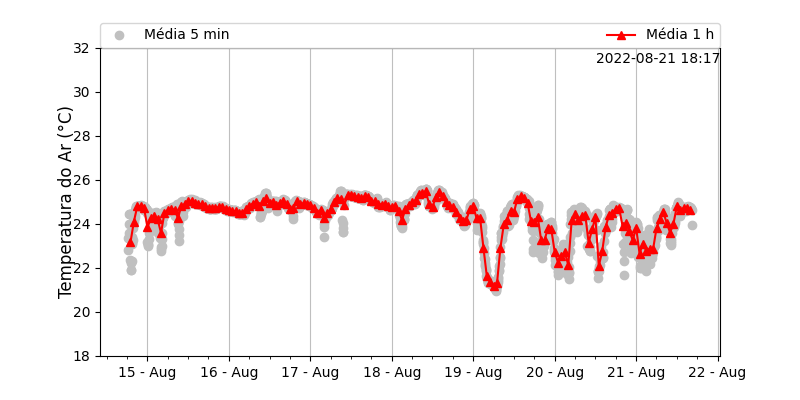 Média 5 min
Média 1 h
2022-08-21 18:17
Temperatura do Ar (°C)
32
30
28
26
24
22
20
18
15 - Aug
16 - Aug
17 - Aug
18 - Aug
19 - Aug
20 - Aug
21 - Aug
22 - Aug